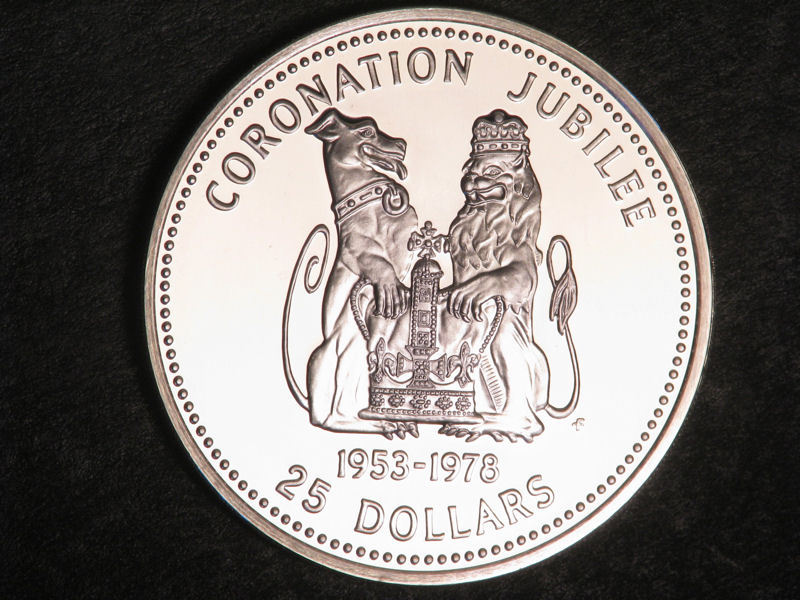 CORONATION JUBILEE
1953-1978
25 DOLLARS